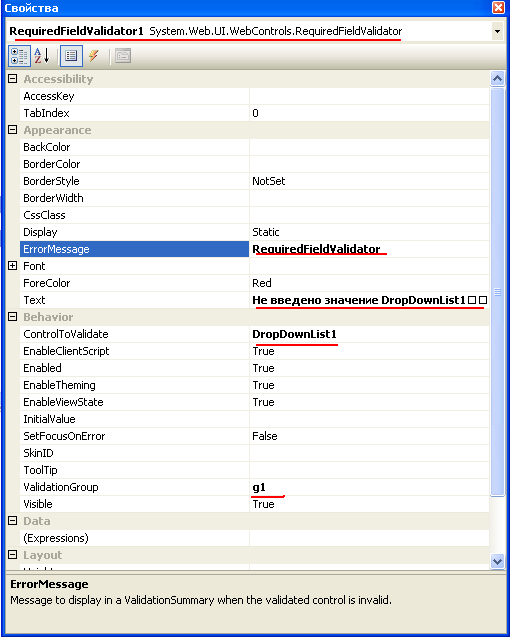 Свойства
RequiredFieldValidator1 System.Web.UI.WebControls.RequiredFieldValidator
Accessibility
AccessKey
TabIndex 0
Appearance
BackColor
BorderColor
BorderStyle NotSet
BorderWidth
CssClass
Display Static
ErrorMessage RequiredFieldValidator
Font
ForeColor Red
Text Не введено значение DropDownList1□□
Behavior
ControlToValidate DropDownList1
EnableClientScript True
Enabled True
EnableTheming True
EnableViewState True
InitialValue
SetFocusOnError False
SkinID
ToolTip
ValidationGroup g1
Visible True
Data
(Expressions)
Layout
ErrorMessage
Message to display in a ValidationSummary when the validated control is invalid.